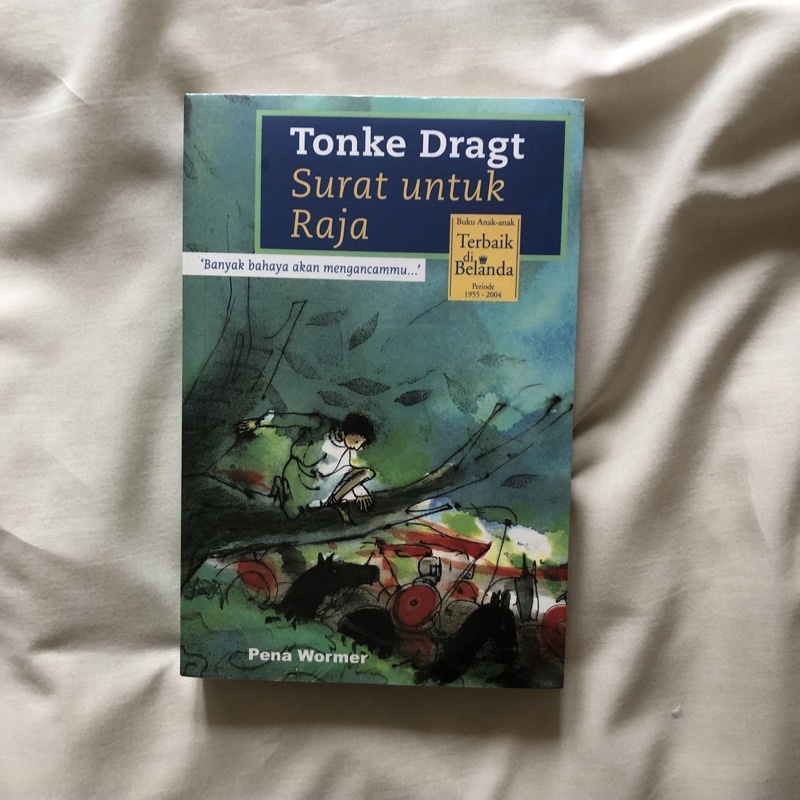 Tonke Dragt
Surat untuk
Raja
Buku Anak-anak
Terbaik
di
Belanda
Periode
1955 - 2004
'Banyak bahaya akan mengancammu...'
Pena Wormer